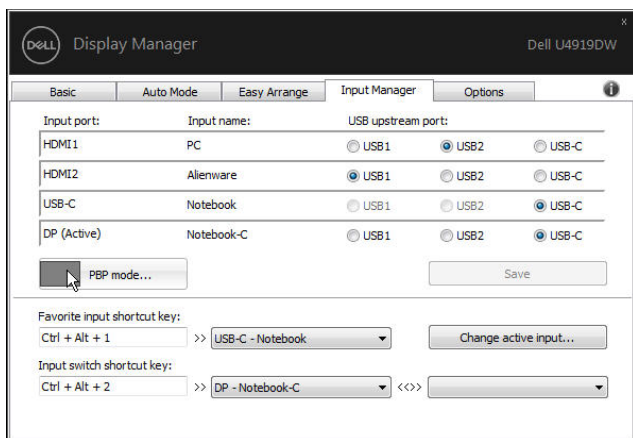 x
DELL Display Manager Dell U4919DW
Basic Auto Mode Easy Arrange Input Manager Options i
Input port: Input name: USB upstream port:
HDMI1 PC USB1 USB2 USB-C
HDMI2 Alienware USB1 USB2 USB-C
USB-C Notebook USB1 USB2 USB-C
DP (Active) Notebook-C USB1 USB2 USB-C
PBP mode... Save
Favorite input shortcut key:
Ctrl + Alt + 1 >> USB-C - Notebook Change active input...
Input switch shortcut key:
Ctrl + Alt + 2 >> DP - Notebook-C <<>>